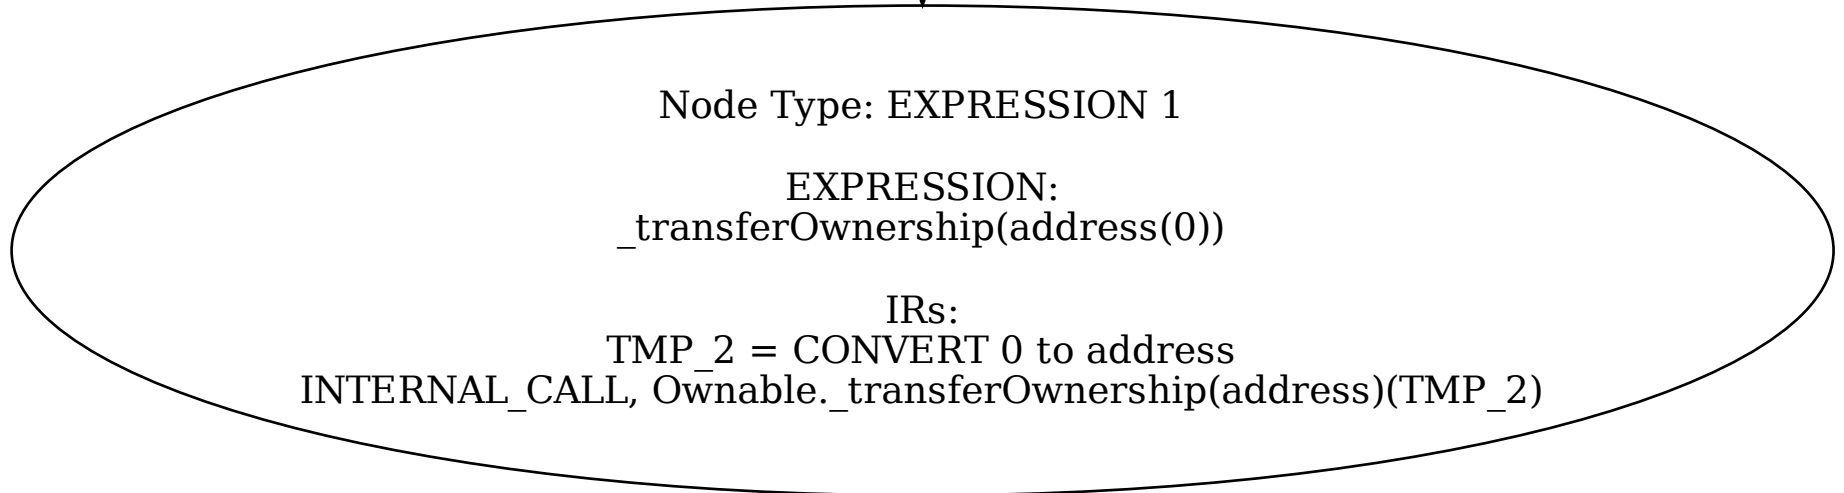 Node Type: EXPRESSION 1
EXPRESSION:
_transferOwnership(address(0))
IRs:
TMP_2 = CONVERT 0 to address
INTERNAL_CALL, Ownable._transferOwnership(address)(TMP_2)